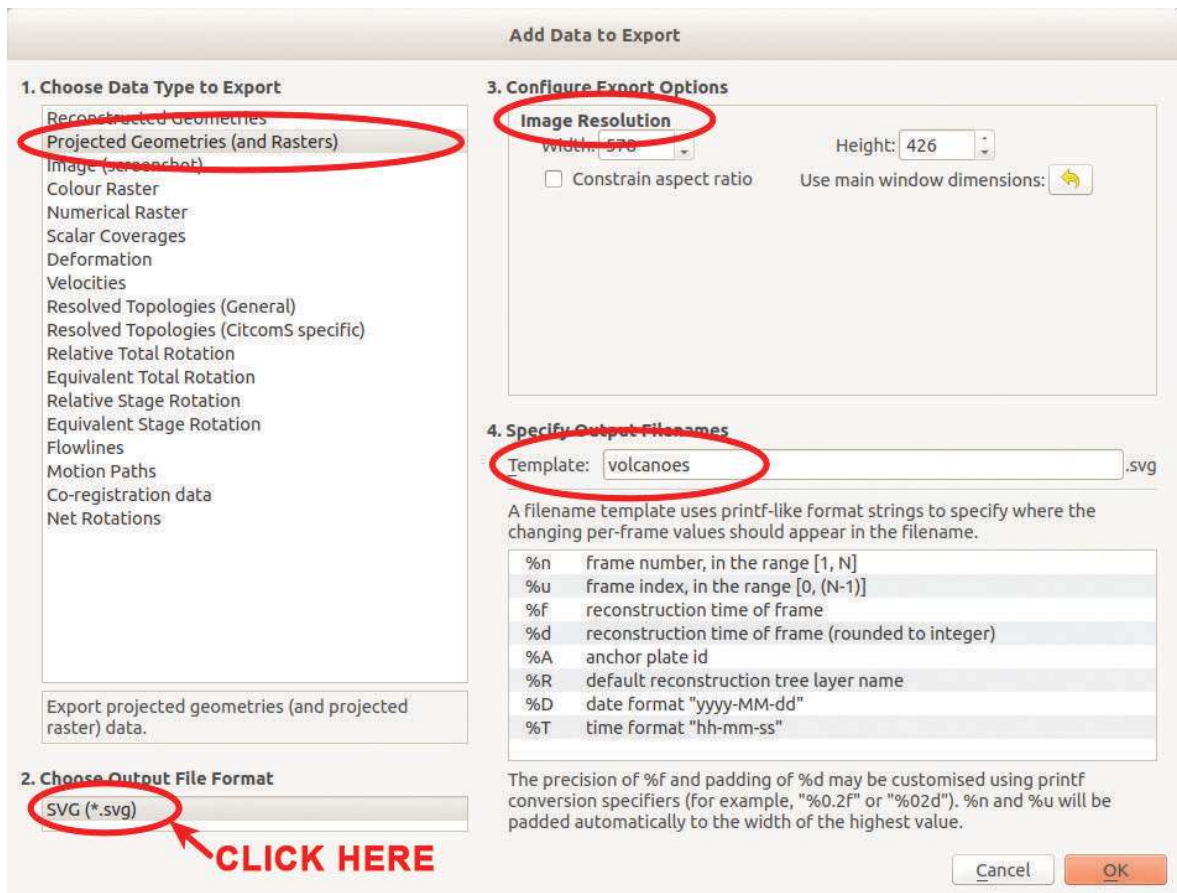 Add Data to Export
1. Choose Data Type to Export
Reconstructed Geometries
Projected Geometries (and Rasters)
Image (screenshot)
Colour Raster
Numerical Raster
Scalar Coverages
Deformation
Velocities
Resolved Topologies (General)
Resolved Topologies (CitcomS specific)
Relative Total Rotation
Equivalent Total Rotation
Relative Stage Rotation
Equivalent Stage Rotation
Flowlines
Motion Paths
Co-registration data
Net Rotations
Export projected geometries (and projected
raster) data.
2. Choose Output File Format
SVG (*.svg)
CLICK HERE
3. Configure Export Options
Image Resolution
Width: 578 Height: 426
Constrain aspect ratio Use main window dimensions:
4. Specify Output Filenames
Template: volcanoes .svg
A filename template uses printf-like format strings to specify where the
changing per-frame values should appear in the filename.
%n frame number, in the range [1, N]
%u frame index, in the range [0, (N-1)]
%f reconstruction time of frame
%d reconstruction time of frame (rounded to integer)
%A anchor plate id
%R default reconstruction tree layer name
%D date format "yyyy-MM-dd"
%T time format "hh-mm-ss"
The precision of %f and padding of %d may be customised using printf
conversion specifiers (for example, "%0.2f" or "%02d"). %n and %u will be
padded automatically to the width of the highest value.
Cancel OK